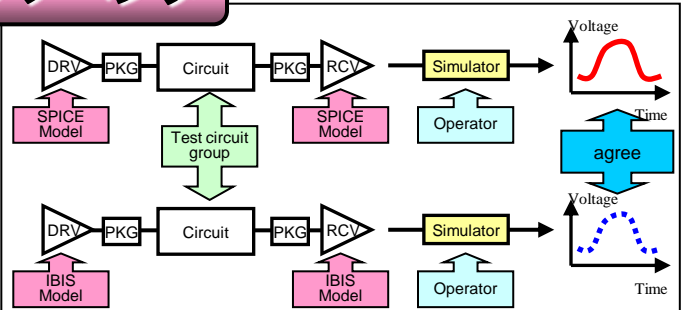 Voltage
DRV PKG Circuit PKG RCV Simulator
SPICE
Model
SPICE
Model
Operator
Time
Test circuit
group
agree
Voltage
DRV PKG Circuit PKG RCV Simulator
IBIS
Model
IBIS
Model
Operator
Time